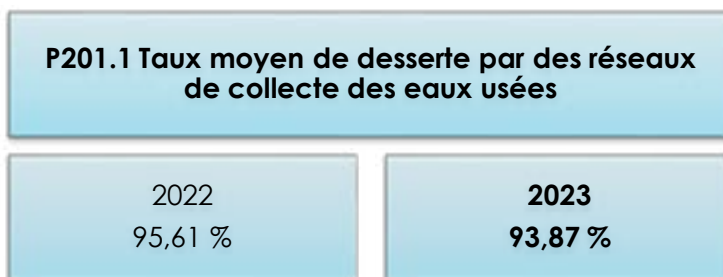 P201.1 Taux moyen de desserte par des réseaux
de collecte des eaux usées
2022
95,61 %
2023
93,87 %